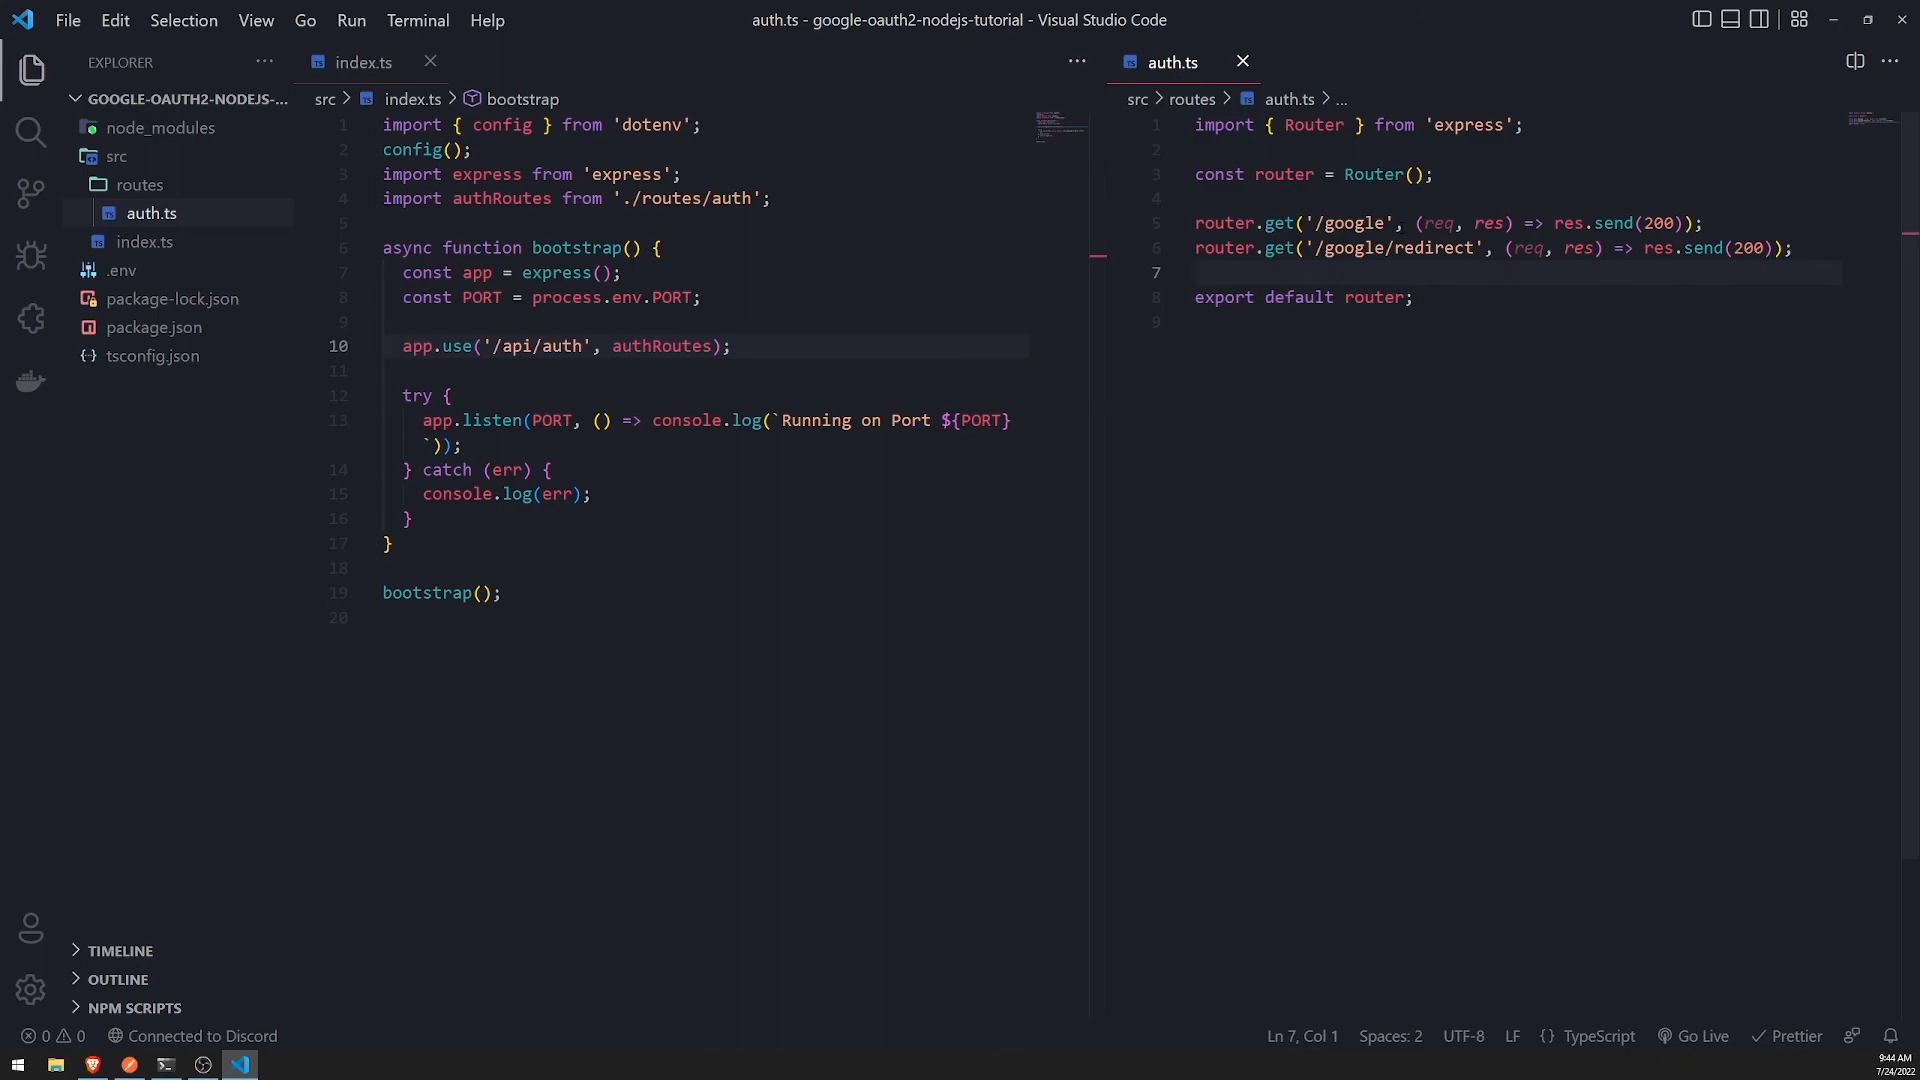 File Edit Selection View Go Run Terminal Help
auth.ts - google-oauth2-nodejs-tutorial - Visual Studio Code
EXPLORER
GOOGLE-OAUTH2-NODEJS-...
node_modules
src
routes
auth.ts
index.ts
.env
package-lock.json
package.json
tsconfig.json
TIMELINE
OUTLINE
NPM SCRIPTS
index.ts
src > index.ts > bootstrap
1 import { config } from 'dotenv';
2 config();
3 import express from 'express';
4 import authRoutes from './routes/auth';
5
6 async function bootstrap() {
7 const app = express();
8 const PORT = process.env.PORT;
9
10 app.use('/api/auth', authRoutes);
11
12 try {
13 app.listen(PORT, () => console.log(`Running on Port ${PORT}
`));
14 } catch (err) {
15 console.log(err);
16 }
17 }
18
19 bootstrap();
20
auth.ts
src > routes > auth.ts > ...
1 import { Router } from 'express';
2
3 const router = Router();
4
5 router.get('/google', (req, res) => res.send(200));
6 router.get('/google/redirect', (req, res) => res.send(200));
7
8 export default router;
9
0 0 Connected to Discord
Ln 7, Col 1 Spaces: 2 UTF-8 LF {} TypeScript Go Live Prettier
9:44 AM
7/24/2022